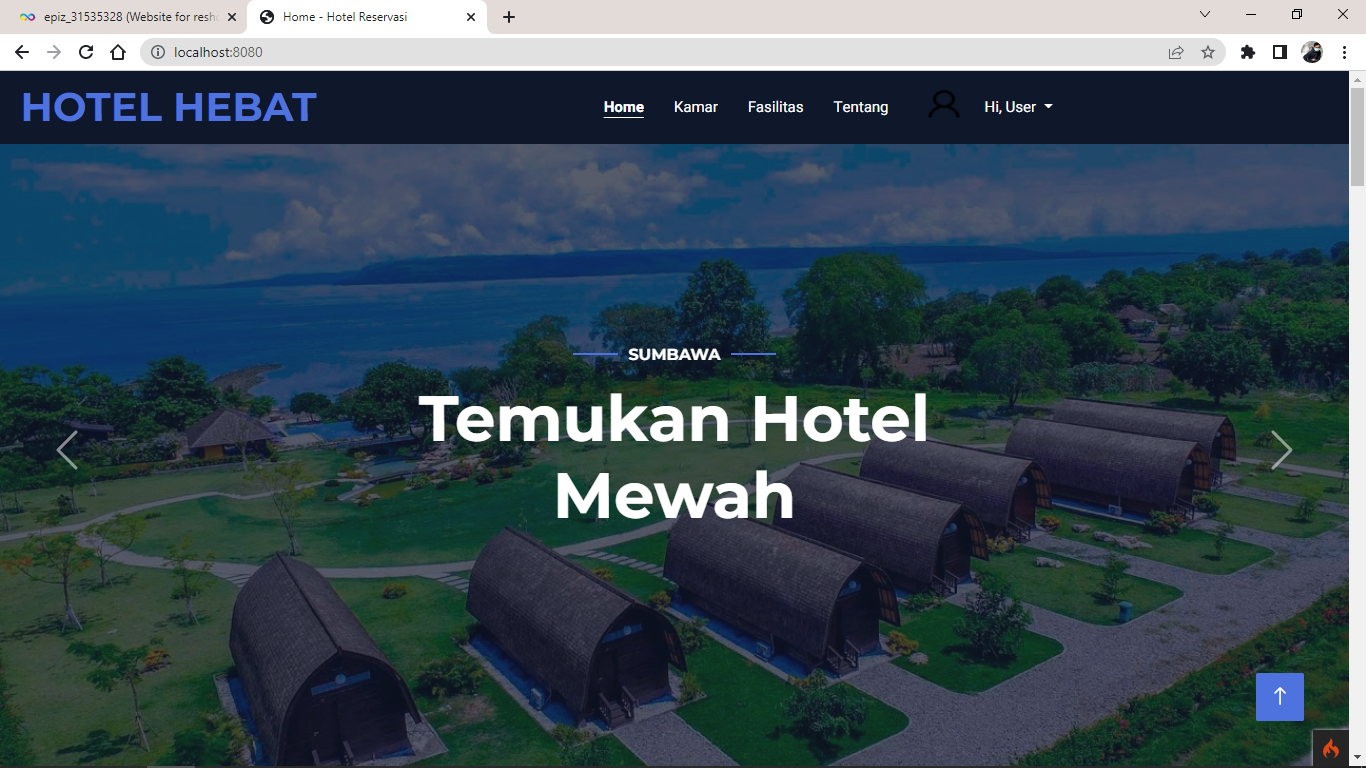 epiz_31535328 (Website for resh
Home - Hotel Reservasi
localhost:8080
HOTEL HEBAT
Home Kamar Fasilitas Tentang Hi, User
SUMBAWA
Temukan Hotel
Mewah